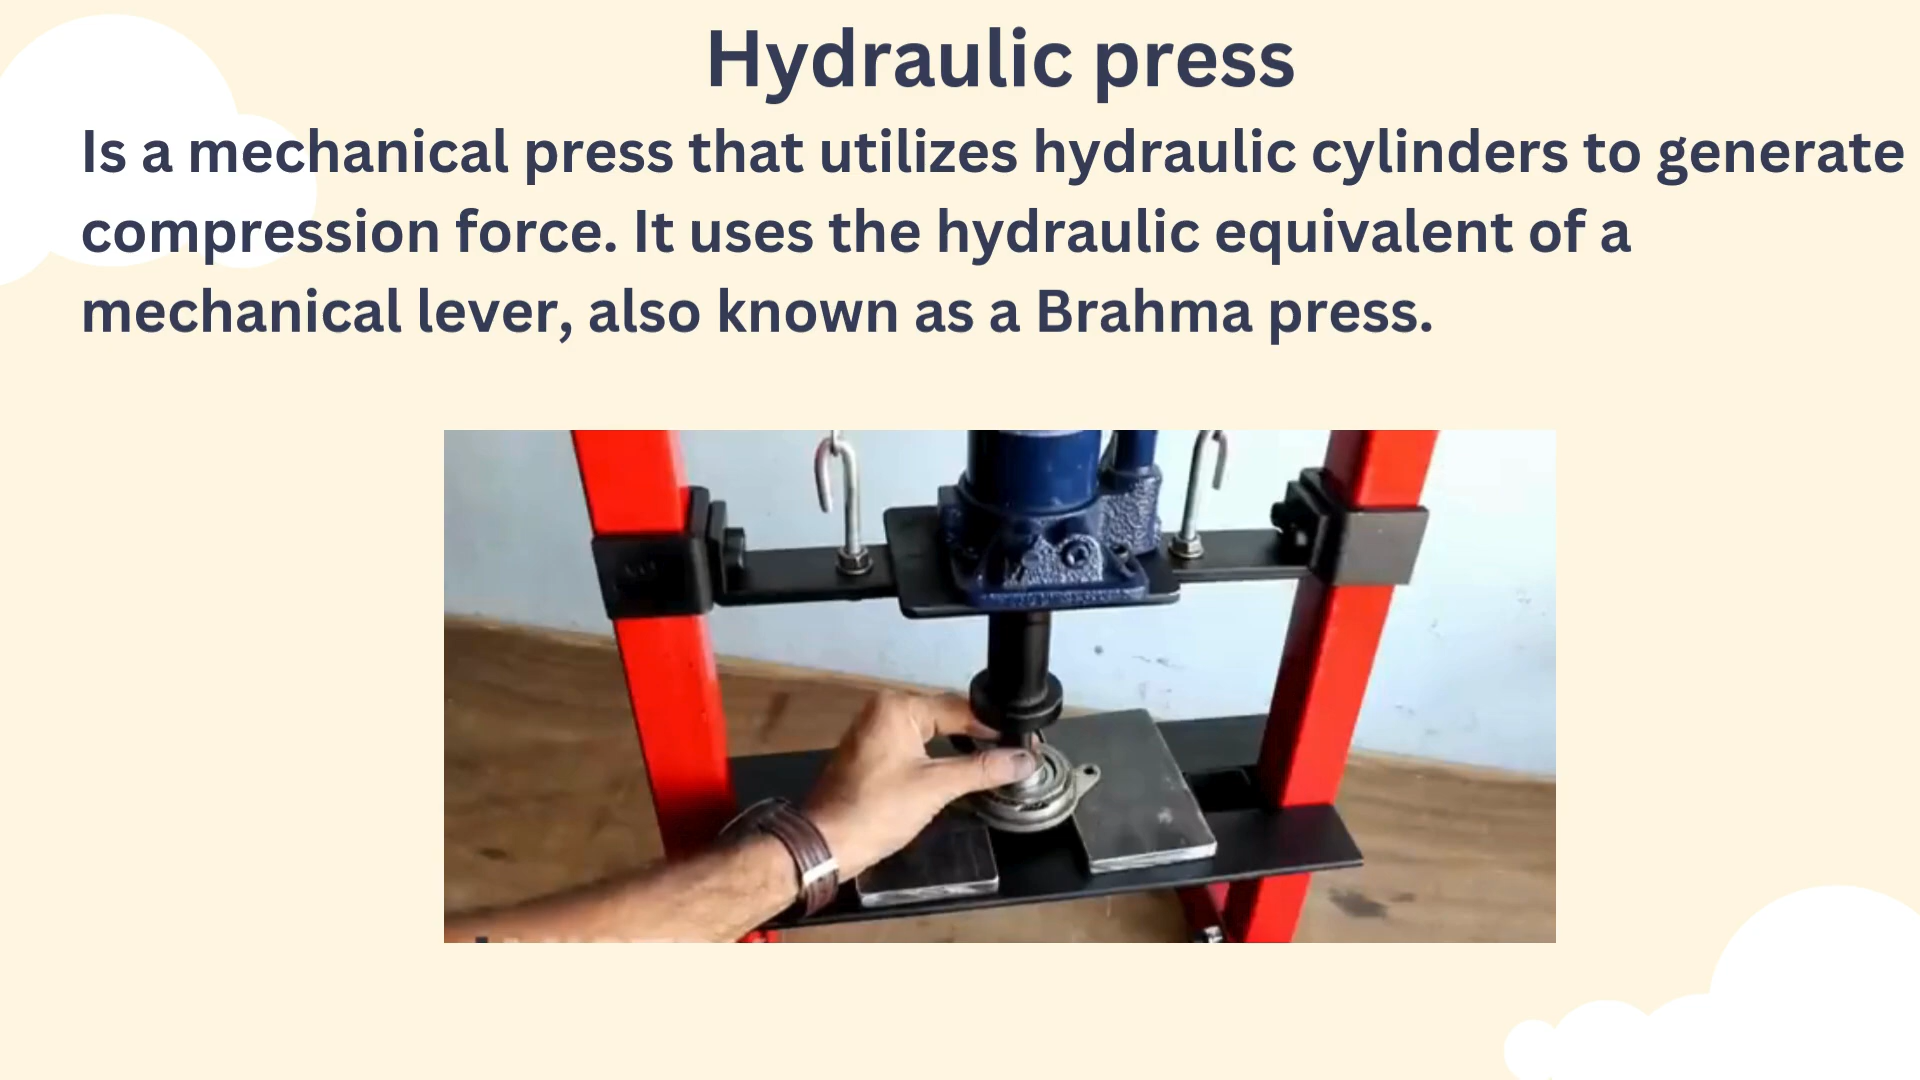 Hydraulic press
Is a mechanical press that utilizes hydraulic cylinders to generate
compression force. It uses the hydraulic equivalent of a
mechanical lever, also known as a Brahma press.